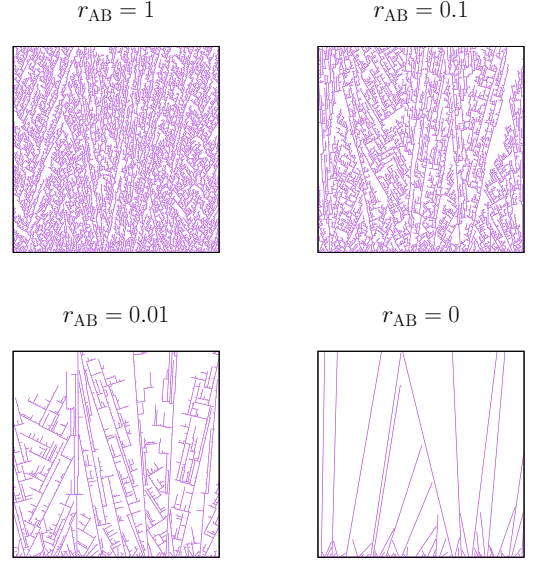 r_AB = 1
r_AB = 0.1
r_AB = 0.01
r_AB = 0